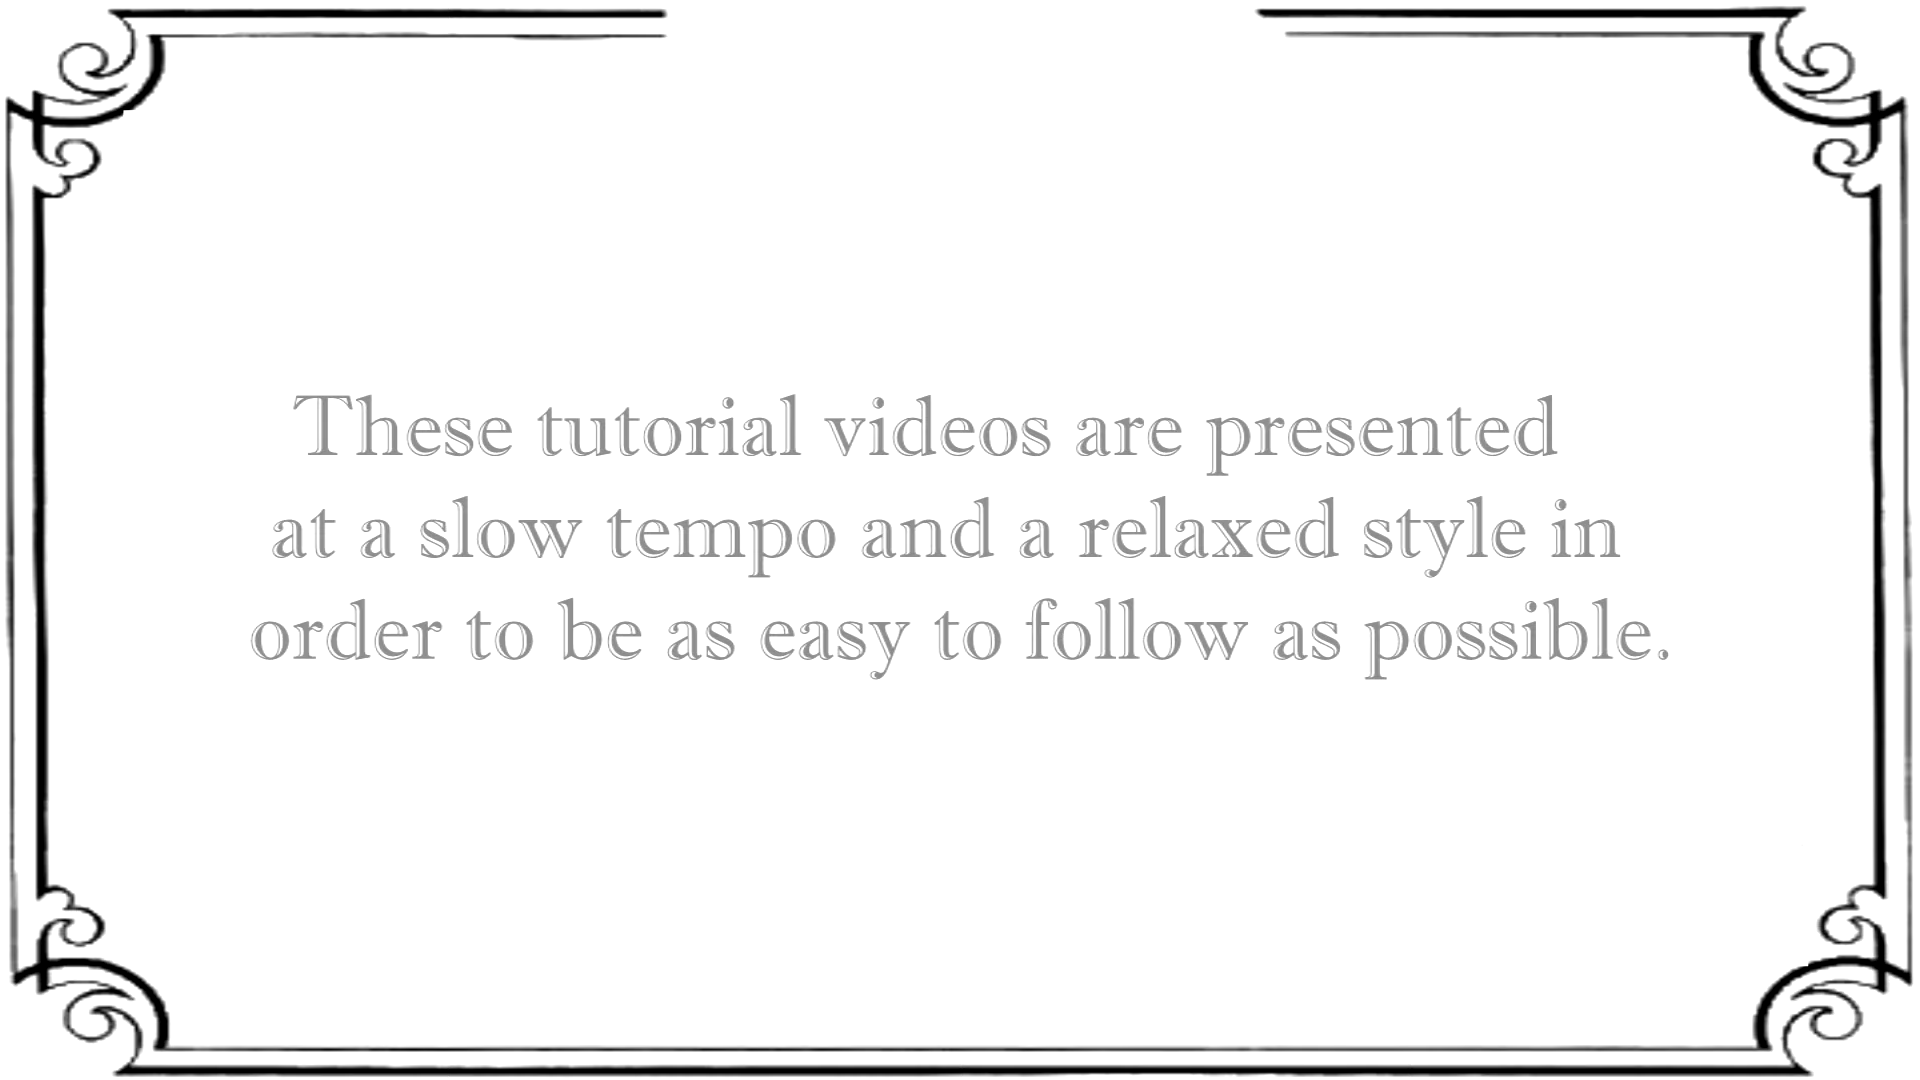 These tutorial videos are presented
at a slow tempo and a relaxed style in
order to be as easy to follow as possible.